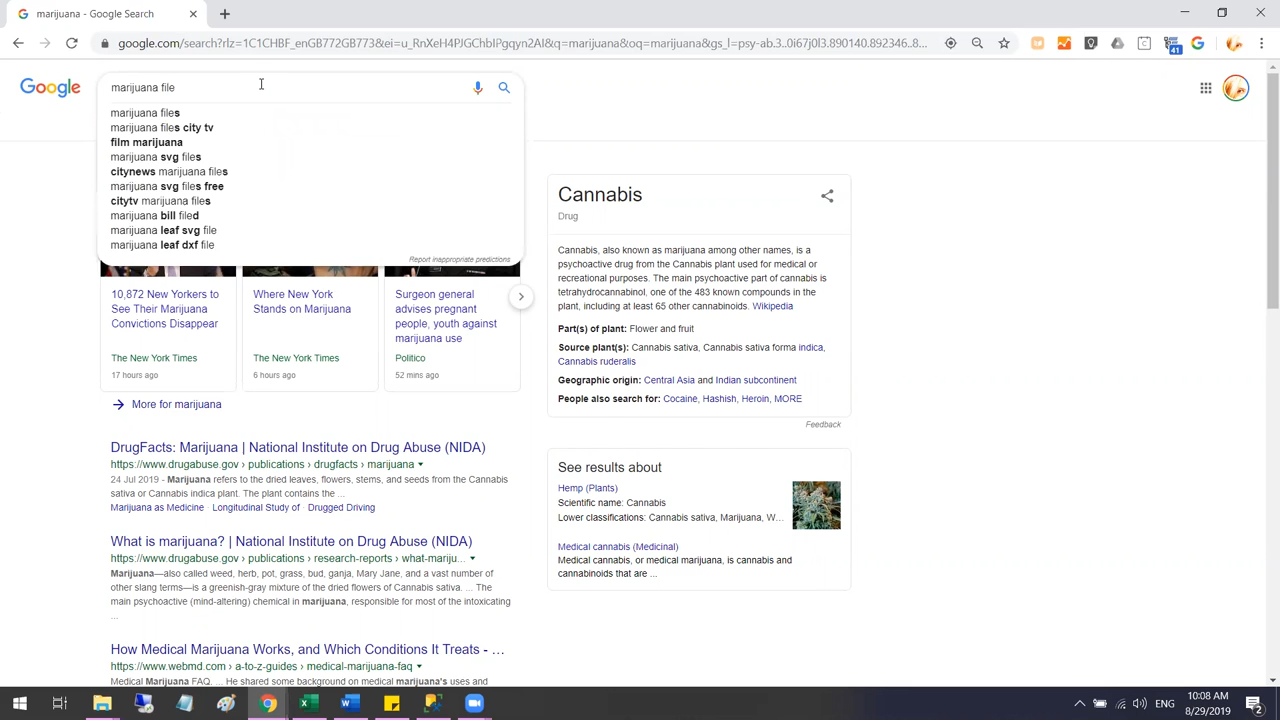 marijuana - Google Search
google.com/search?rlz=1C1CHBF_enGB772GB773&ei=u_RnXeH4PJGChbIPgqyn2AI&q=marijuana&oq=marijuana&gs_l=psy-ab.3..0i67j0l3.890140.892346..8...
41
Google
marijuana file
marijuana files
marijuana files city tv
film marijuana
marijuana svg files
citynews marijuana files
marijuana svg files free
citytv marijuana files
marijuana bill filed
marijuana leaf svg file
marijuana leaf dxf file
Report inappropriate predictions
10,872 New Yorkers to
See Their Marijuana
Convictions Disappear
The New York Times
17 hours ago
Where New York
Stands on Marijuana
The New York Times
6 hours ago
Surgeon general
advises pregnant
people, youth against
marijuana use
Politico
52 mins ago
More for marijuana
DrugFacts: Marijuana | National Institute on Drug Abuse (NIDA)
https://www.drugabuse.gov › publications › drugfacts › marijuana
24 Jul 2019 - Marijuana refers to the dried leaves, flowers, stems, and seeds from the Cannabis
sativa or Cannabis indica plant. The plant contains the ...
Marijuana as Medicine · Longitudinal Study of · Drugged Driving
What is marijuana? | National Institute on Drug Abuse (NIDA)
https://www.drugabuse.gov › publications › research-reports › what-mariju...
Marijuana—also called weed, herb, pot, grass, bud, ganja, Mary Jane, and a vast number of
other slang terms—is a greenish-gray mixture of the dried flowers of Cannabis sativa. ... The
main psychoactive (mind-altering) chemical in marijuana, responsible for most of the intoxicating
...
How Medical Marijuana Works, and Which Conditions It Treats - ...
https://www.webmd.com › a-to-z-guides › medical-marijuana-faq
Medical Marijuana FAQ. ... He shared some background on medical marijuana's uses and
Cannabis
Drug
Cannabis, also known as marijuana among other names, is a
psychoactive drug from the Cannabis plant used for medical or
recreational purposes. The main psychoactive part of cannabis is
tetrahydrocannabinol, one of the 483 known compounds in the
plant, including at least 65 other cannabinoids. Wikipedia
Part(s) of plant: Flower and fruit
Source plant(s): Cannabis sativa, Cannabis sativa forma indica,
Cannabis ruderalis
Geographic origin: Central Asia and Indian subcontinent
People also search for: Cocaine, Hashish, Heroin, MORE
Feedback
See results about
Hemp (Plants)
Scientific name: Cannabis
Lower classifications: Cannabis sativa, Marijuana, W...
Medical cannabis (Medicinal)
Medical cannabis, or medical marijuana, is cannabis and
cannabinoids that are ...
ENG
10:08 AM
8/29/2019
2